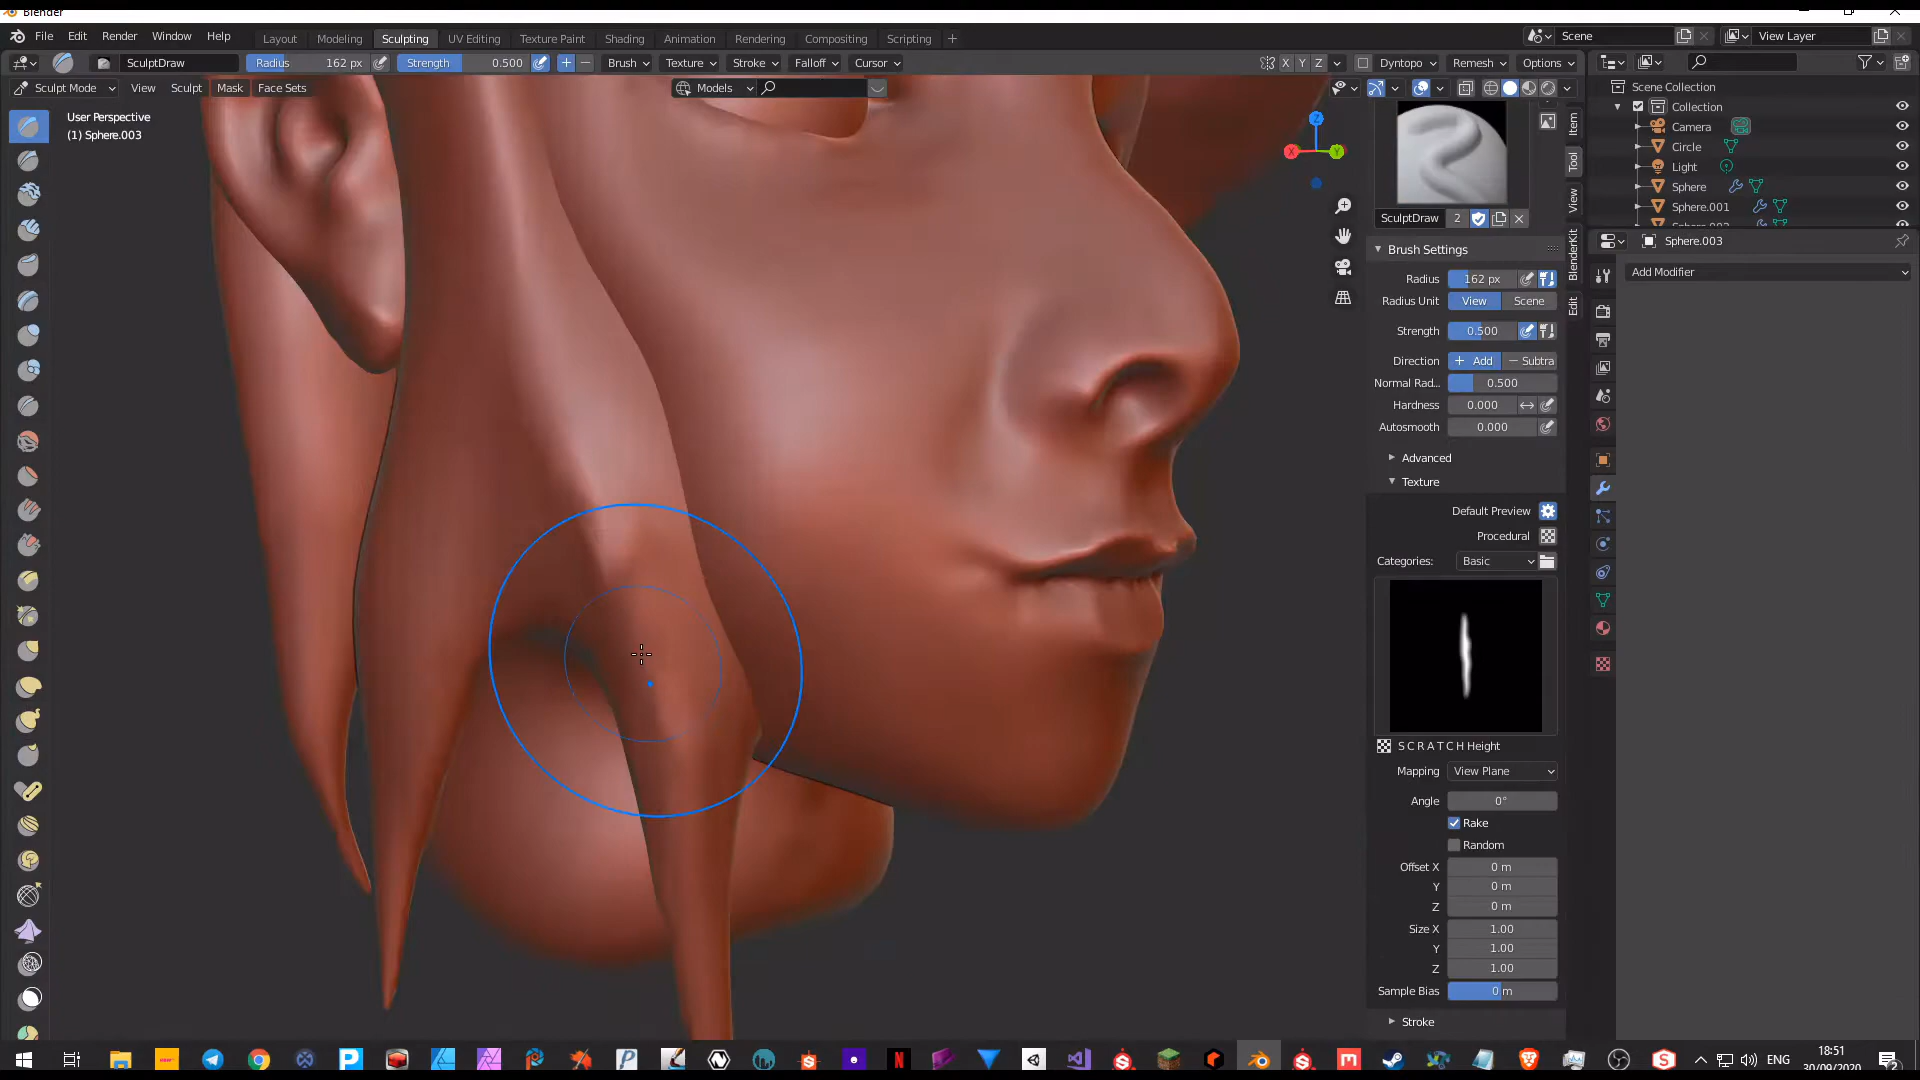 Blender
File Edit Render Window Help
Layout Modeling Sculpting UV Editing Texture Paint Shading Animation Rendering Compositing Scripting +
Scene
View Layer
SculptDraw Radius 162 px Strength 0.500 + − Brush Texture Stroke Falloff Cursor X Y Z Dyntopo Remesh Options
Sculpt Mode View Sculpt Mask Face Sets Models
User Perspective
(1) Sphere.003
Z
X Y
Item
Tool
View
BlenderKit
Edit
SculptDraw 2
Brush Settings
Radius 162 px
Radius Unit View Scene
Strength 0.500
Direction + Add − Subtra
Normal Rad... 0.500
Hardness 0.000
Autosmooth 0.000
Advanced
Texture
Default Preview
Procedural
Categories: Basic
S C R A T C H Height
Mapping View Plane
Angle 0°
Rake
Random
Offset X 0 m
Y 0 m
Z 0 m
Size X 1.00
Y 1.00
Z 1.00
Sample Bias 0 m
Stroke
Scene Collection
Collection
Camera
Circle
Light
Sphere
Sphere.001
Sphere.003
Add Modifier
ENG
18:51
30/09/2020